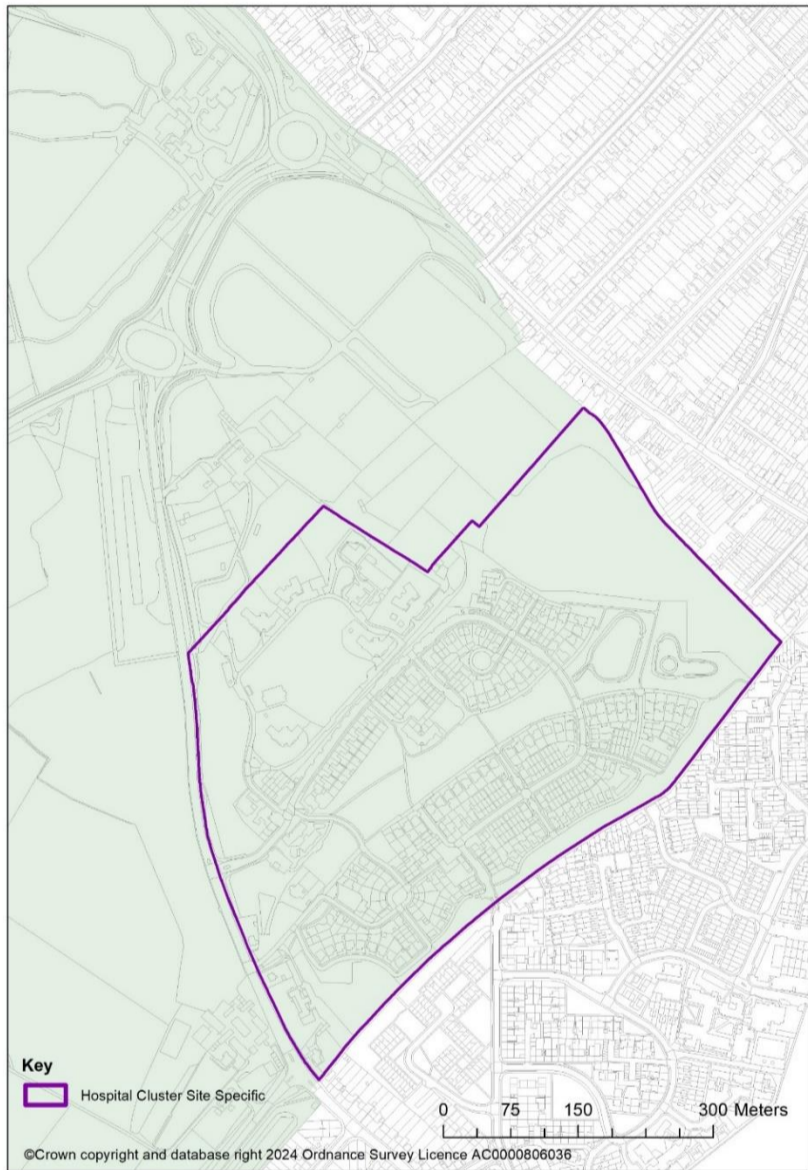 Key
Hospital Cluster Site Specific
0 75 150 300 Meters
©Crown copyright and database right 2024 Ordnance Survey Licence AC0000806036